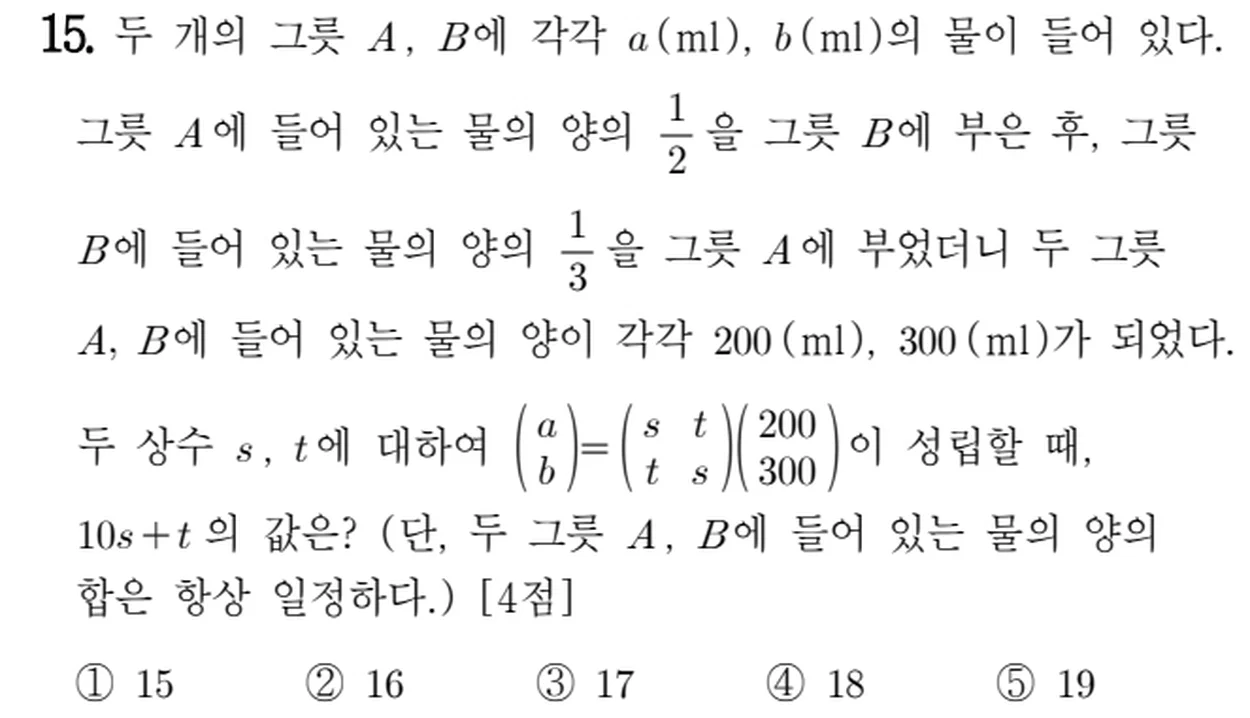 15. 두 개의 그릇 A, B에 각각 a(ml), b(ml)의 물이 들어 있다.
그릇 A에 들어 있는 물의 양의 1/2을 그릇 B에 부은 후, 그릇
B에 들어 있는 물의 양의 1/3을 그릇 A에 부었더니 두 그릇
A, B에 들어 있는 물의 양이 각각 200(ml), 300(ml)가 되었다.
두 상수 s, t에 대하여 (a b)=(s t t s)(200 300)이 성립할 때,
10s+t의 값은? (단, 두 그릇 A, B에 들어 있는 물의 양의
합은 항상 일정하다.) [4점]
① 15 ② 16 ③ 17 ④ 18 ⑤ 19